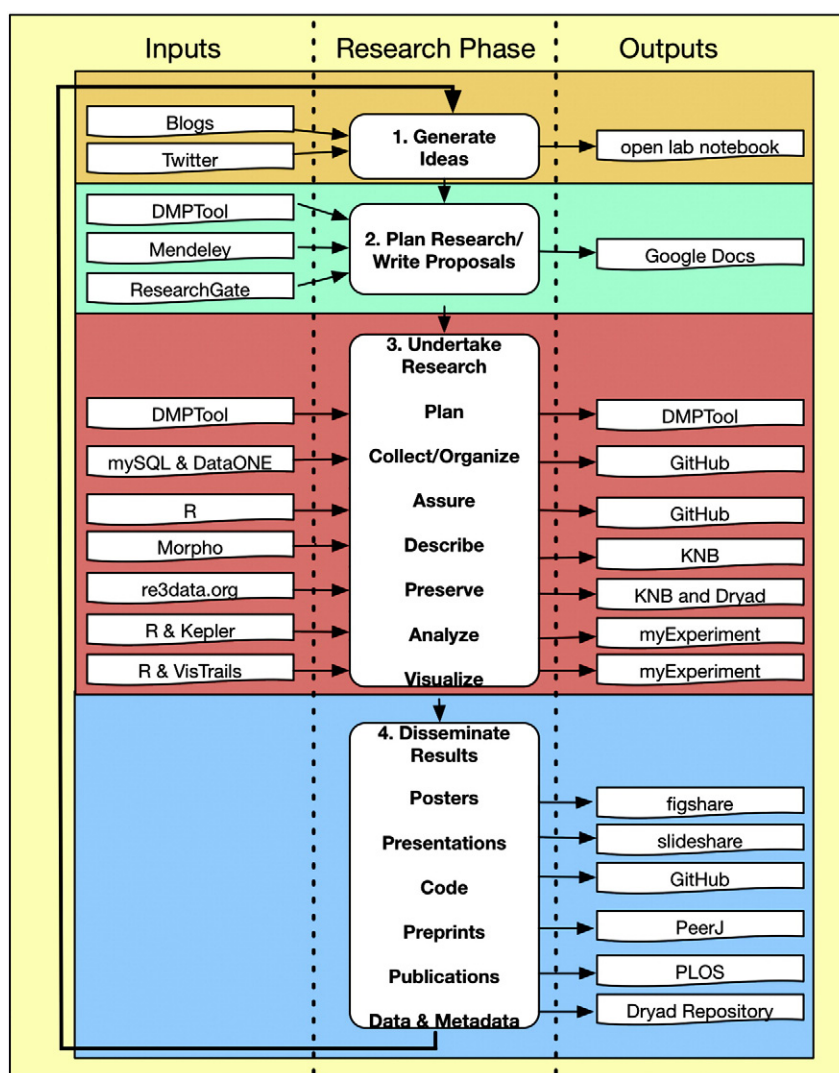 Inputs
Research Phase
Outputs
Blogs
Twitter
1. Generate
Ideas
open lab notebook
DMPTool
Mendeley
ResearchGate
2. Plan Research/
Write Proposals
Google Docs
3. Undertake
Research
DMPTool
Plan
DMPTool
mySQL & DataONE
Collect/Organize
GitHub
R
Assure
GitHub
Morpho
Describe
KNB
re3data.org
Preserve
KNB and Dryad
R & Kepler
Analyze
myExperiment
R & VisTrails
Visualize
myExperiment
4. Disseminate
Results
Posters
figshare
Presentations
slideshare
Code
GitHub
Preprints
PeerJ
Publications
PLOS
Data & Metadata
Dryad Repository